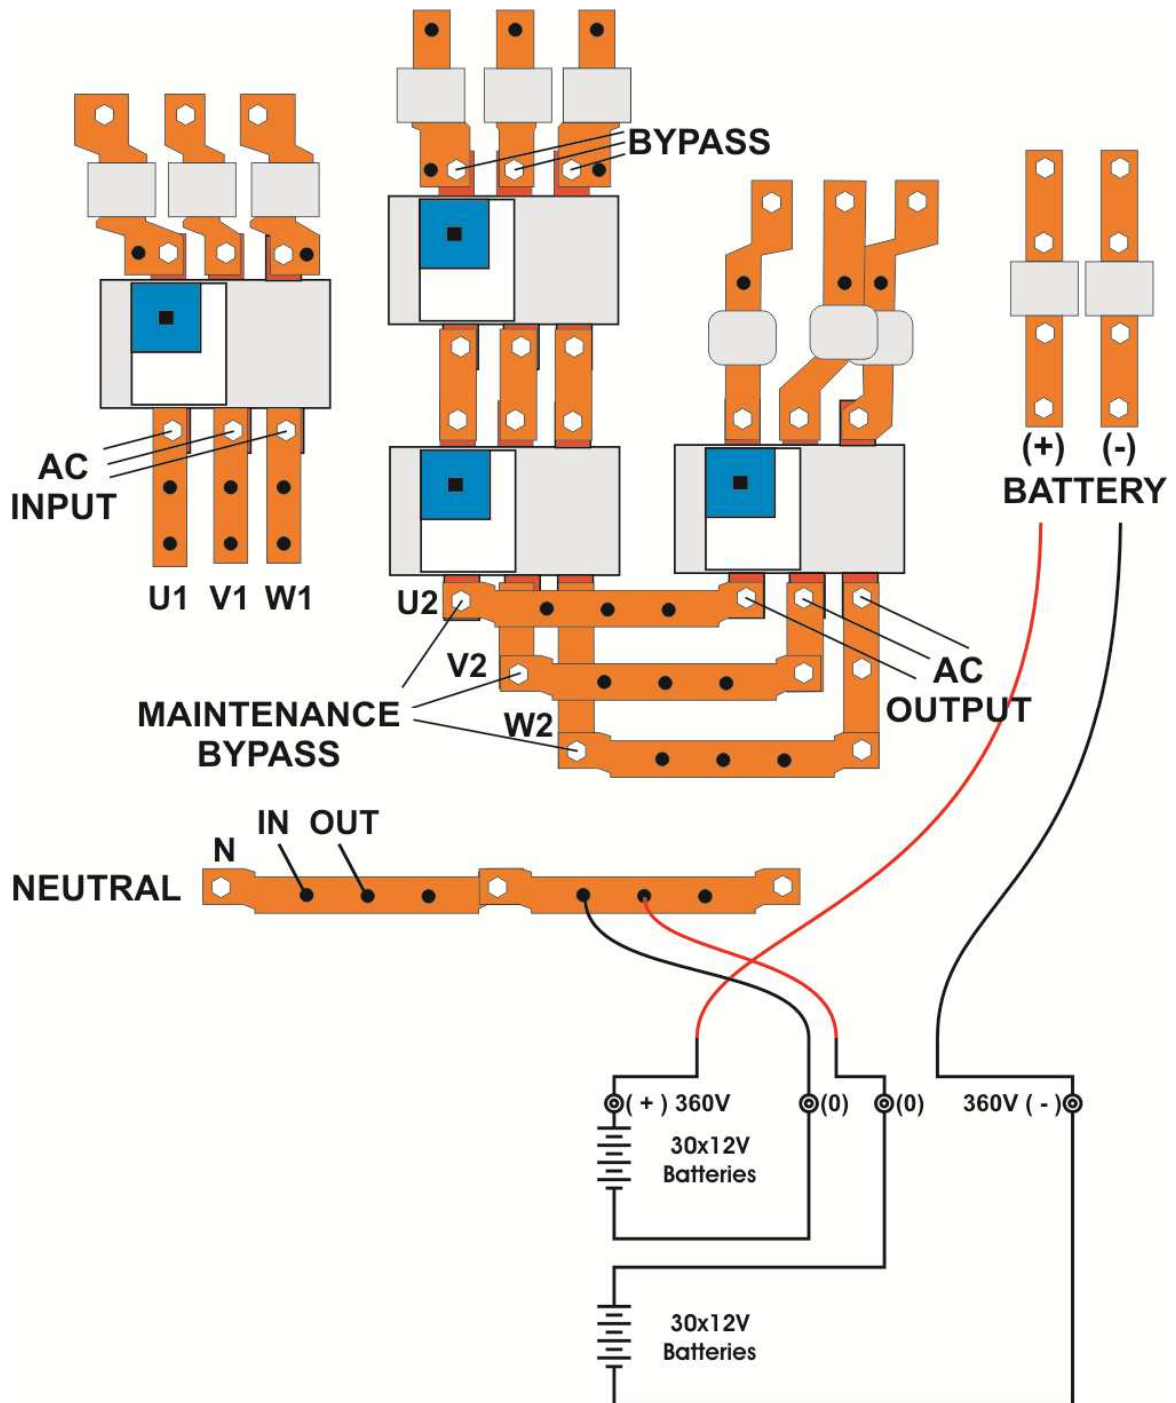 BYPASS
(+) (-)
BATTERY
AC
INPUT
U1 V1 W1
U2
V2
W2
MAINTENANCE
BYPASS
AC
OUTPUT
IN OUT
N
NEUTRAL
( + ) 360V (0) (0) 360V ( - )
30x12V
Batteries
30x12V
Batteries